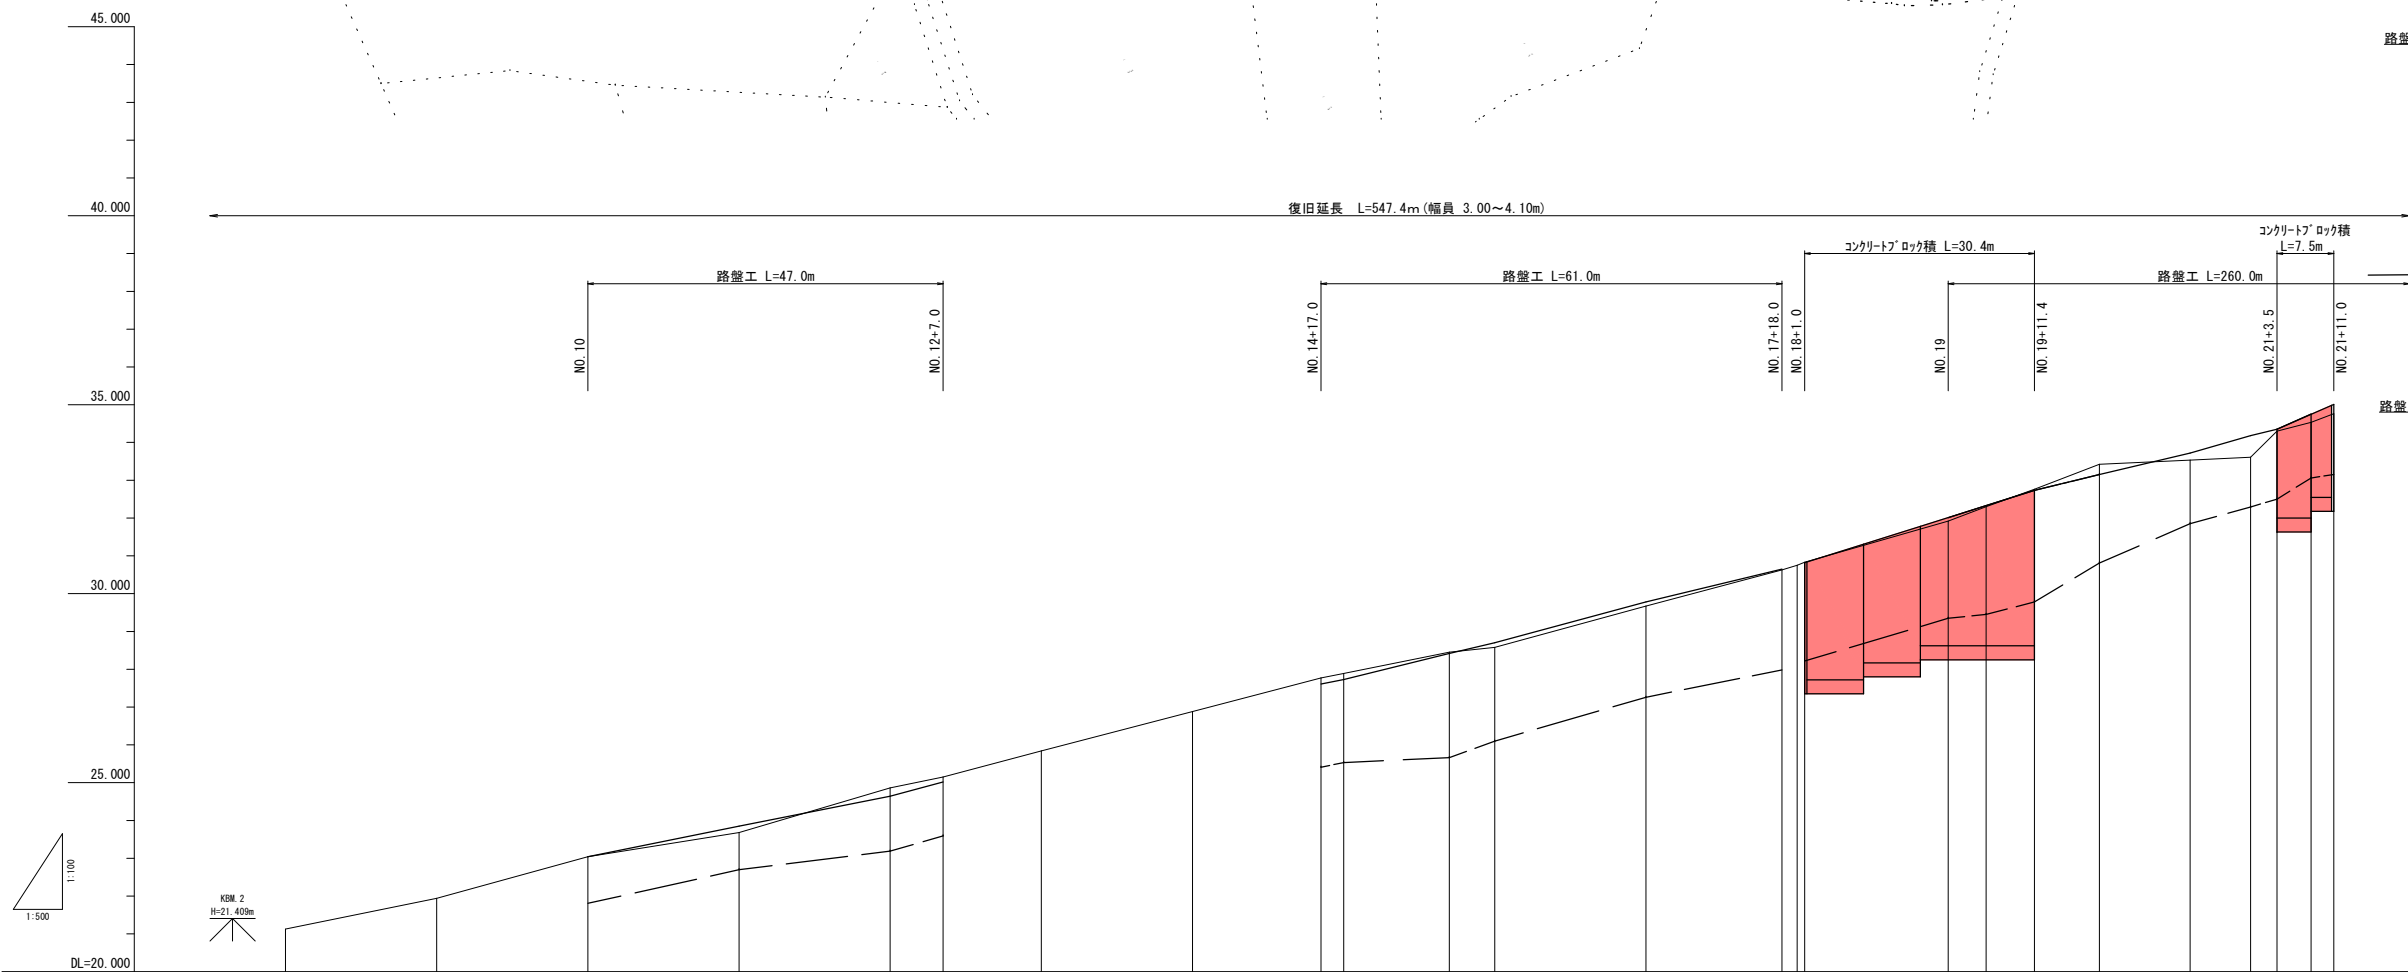 45.000
路盤
40.000
復旧延長 L=547.4m(幅員 3.00～4.10m)
コンクリートブロック積
L=7.5m
コンクリートブロック積 L=30.4m
路盤工 L=47.0m
路盤工 L=61.0m
路盤工 L=260.0m
NO.10
NO.12+7.0
NO.14+17.0
NO.17+18.0
NO.18+1.0
NO.19
NO.19+11.4
NO.21+3.5
NO.21+11.0
35.000
路盤
30.000
25.000
1:100
1:500
KBM.2
H=21.409m
DL=20.000